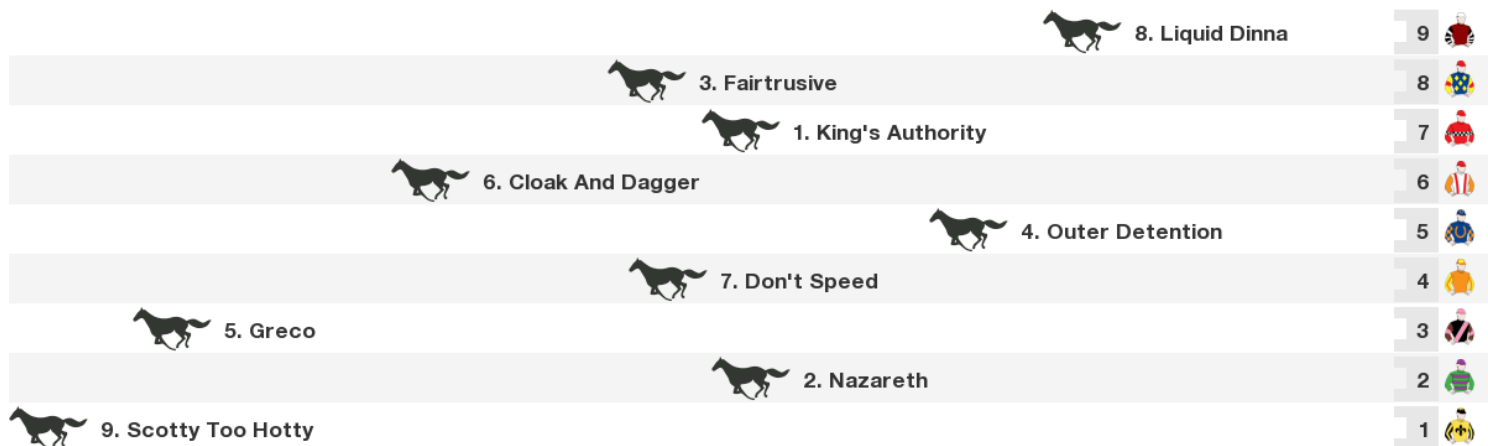 8. Liquid Dinna 9
3. Fairtrusive 8
1. King's Authority 7
6. Cloak And Dagger 6
4. Outer Detention 5
7. Don't Speed 4
5. Greco 3
2. Nazareth 2
9. Scotty Too Hotty 1